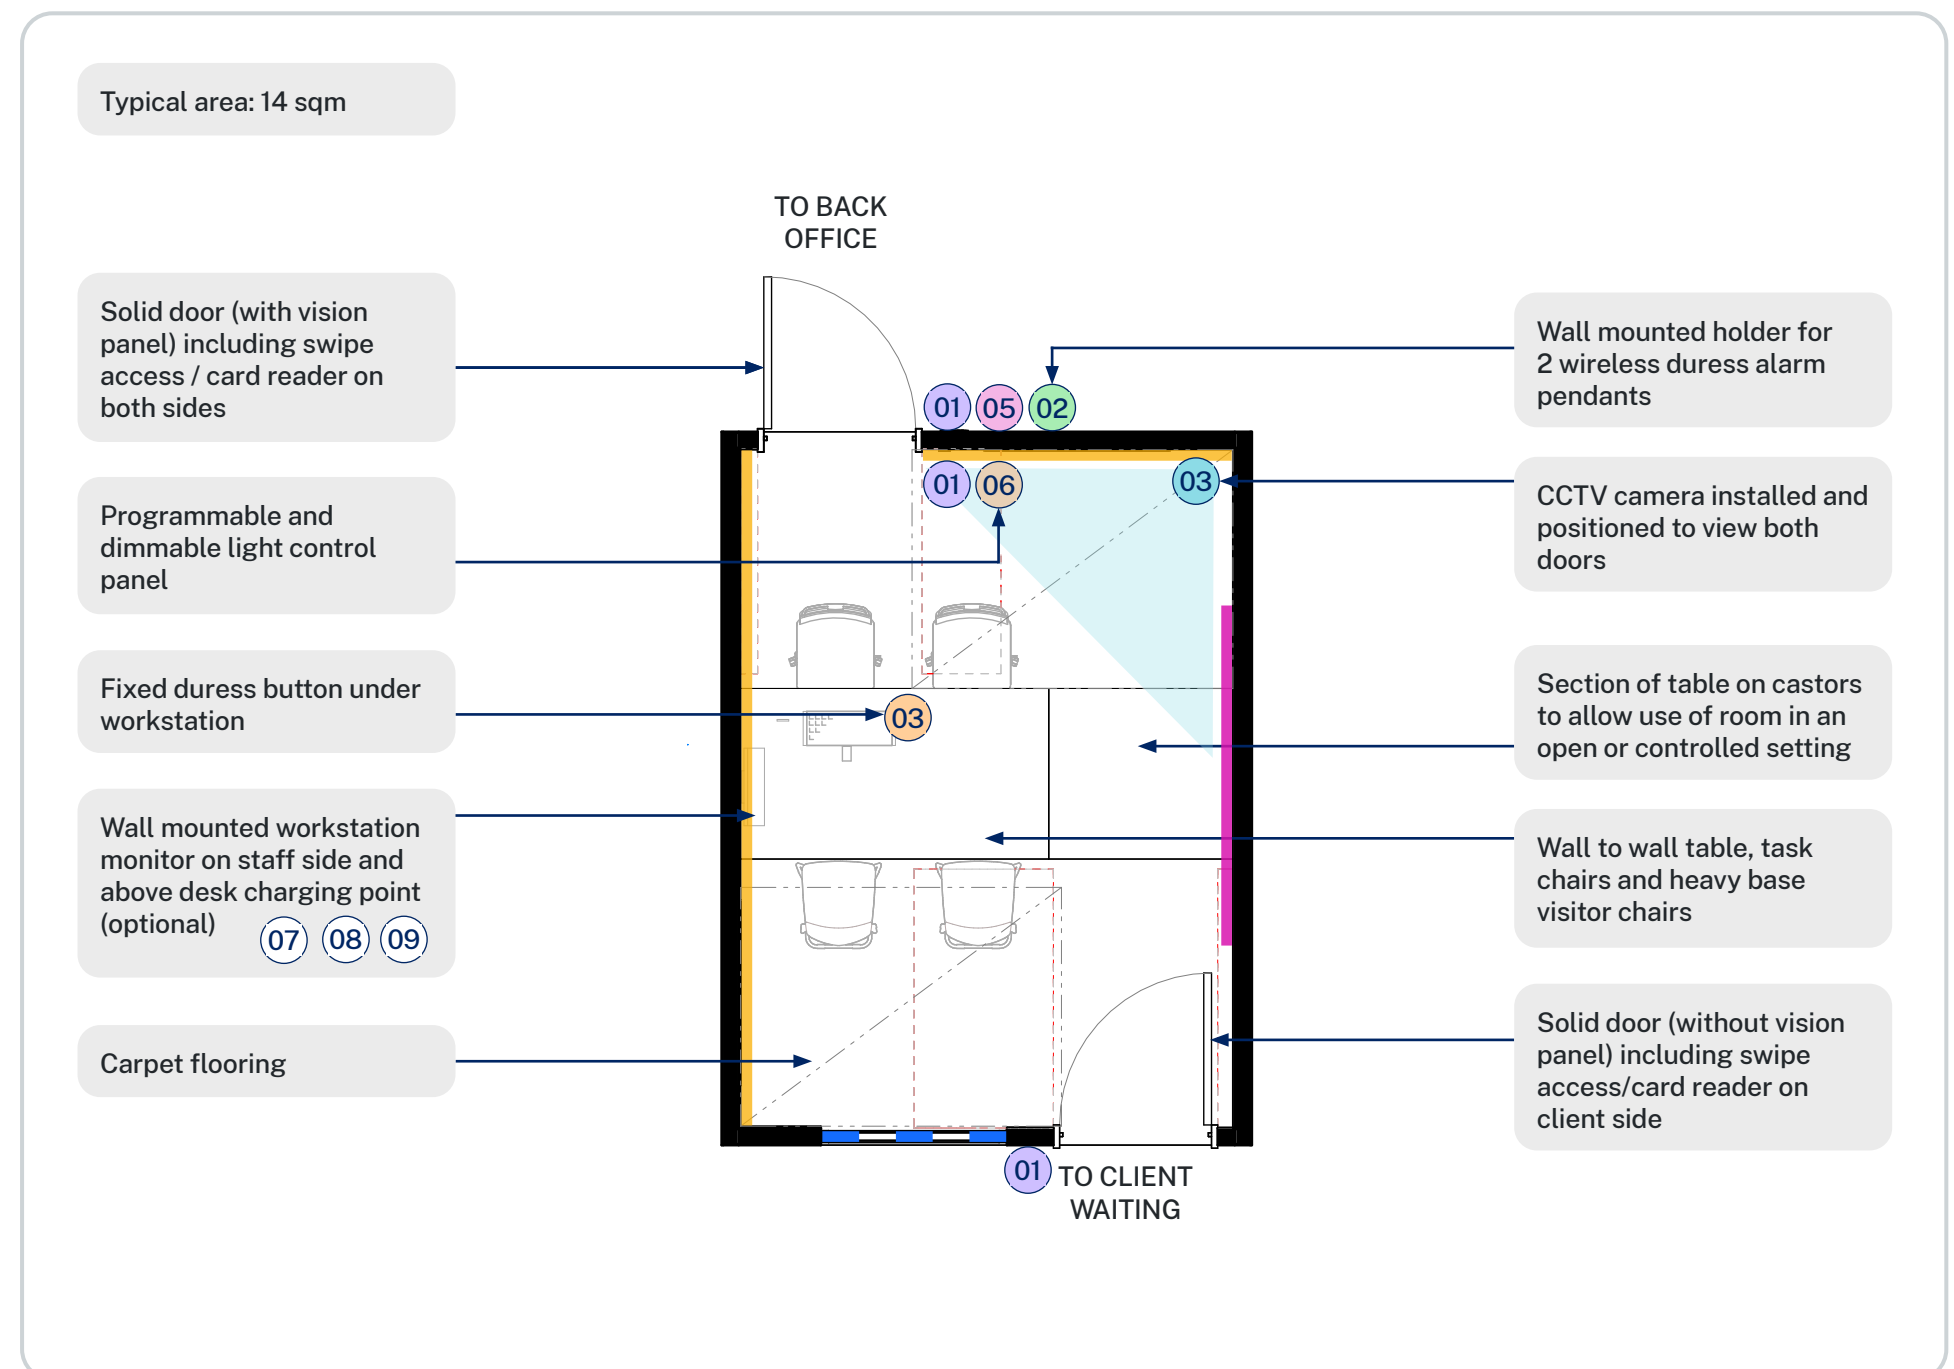 Typical area: 14 sqm
TO BACK
OFFICE
Solid door (with vision
panel) including swipe
access / card reader on
both sides
Programmable and
dimmable light control
panel
Fixed duress button under
workstation
Wall mounted workstation
monitor on staff side and
above desk charging point
(optional)
07 08 09
Carpet flooring
01 05 02
01 06 03
03
01
TO CLIENT
WAITING
Wall mounted holder for
2 wireless duress alarm
pendants
CCTV camera installed and
positioned to view both
doors
Section of table on castors
to allow use of room in an
open or controlled setting
Wall to wall table, task
chairs and heavy base
visitor chairs
Solid door (without vision
panel) including swipe
access/card reader on
client side